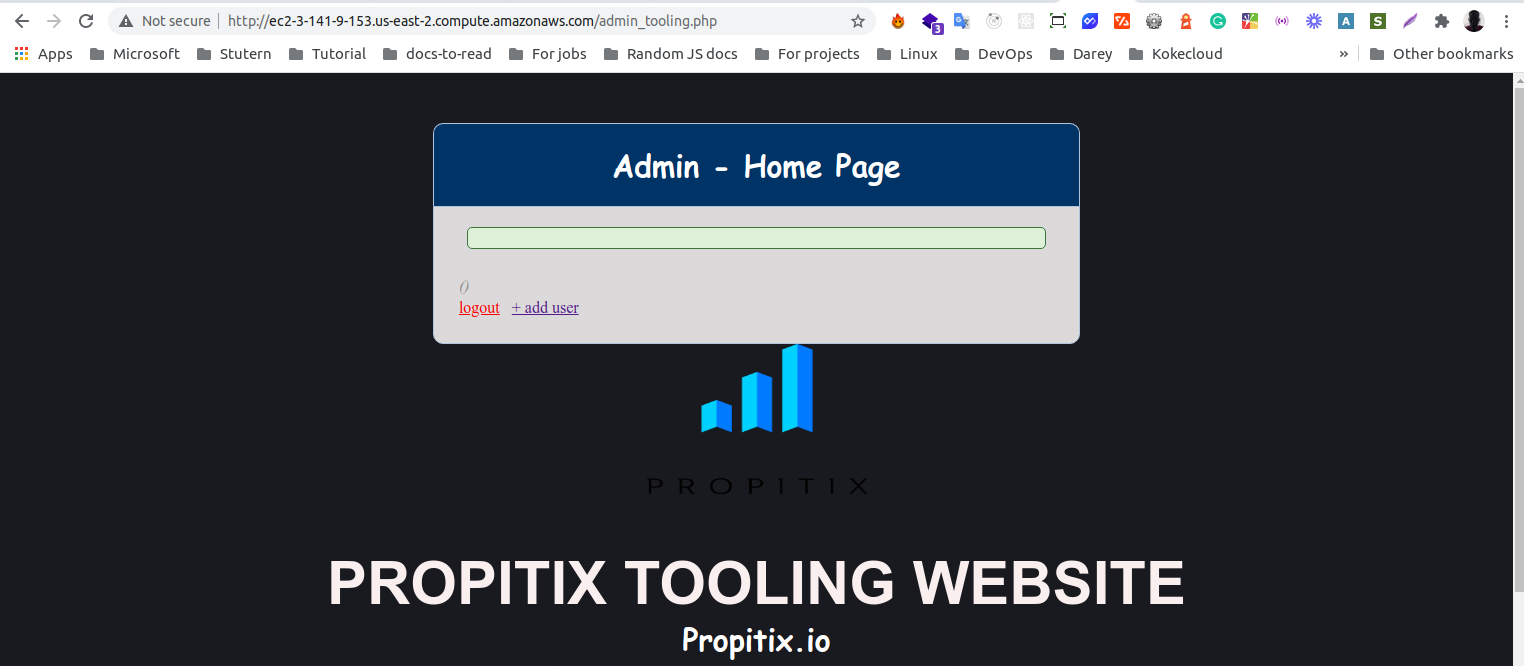 Not secure | http://ec2-3-141-9-153.us-east-2.compute.amazonaws.com/admin_tooling.php
3
A
S
Apps Microsoft Stutern Tutorial docs-to-read For jobs Random JS docs For projects Linux DevOps Darey Kokecloud » Other bookmarks
Admin - Home Page
()
logout + add user
PROPITIX
PROPITIX TOOLING WEBSITE
Propitix.io